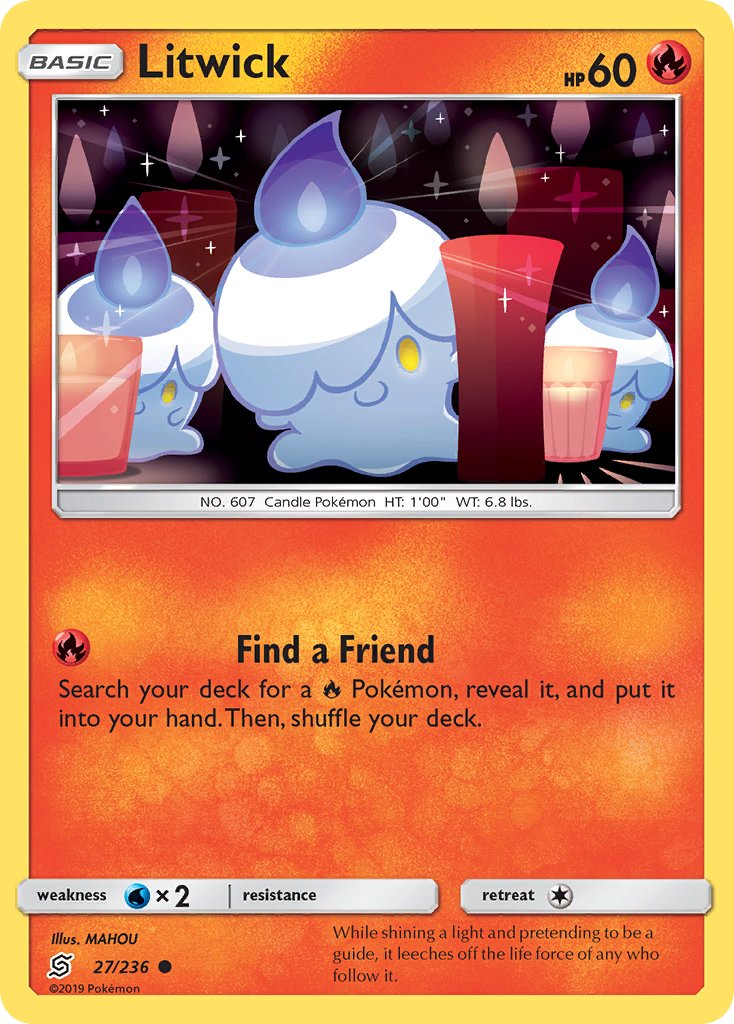 BASIC Litwick HP 60
NO. 607 Candle Pokémon HT: 1'00" WT: 6.8 lbs.
Find a Friend
Search your deck for a Pokémon, reveal it, and put it
into your hand. Then, shuffle your deck.
weakness ×2 resistance retreat
Illus. MAHOU
27/236
©2019 Pokémon
While shining a light and pretending to be a
guide, it leeches off the life force of any who
follow it.